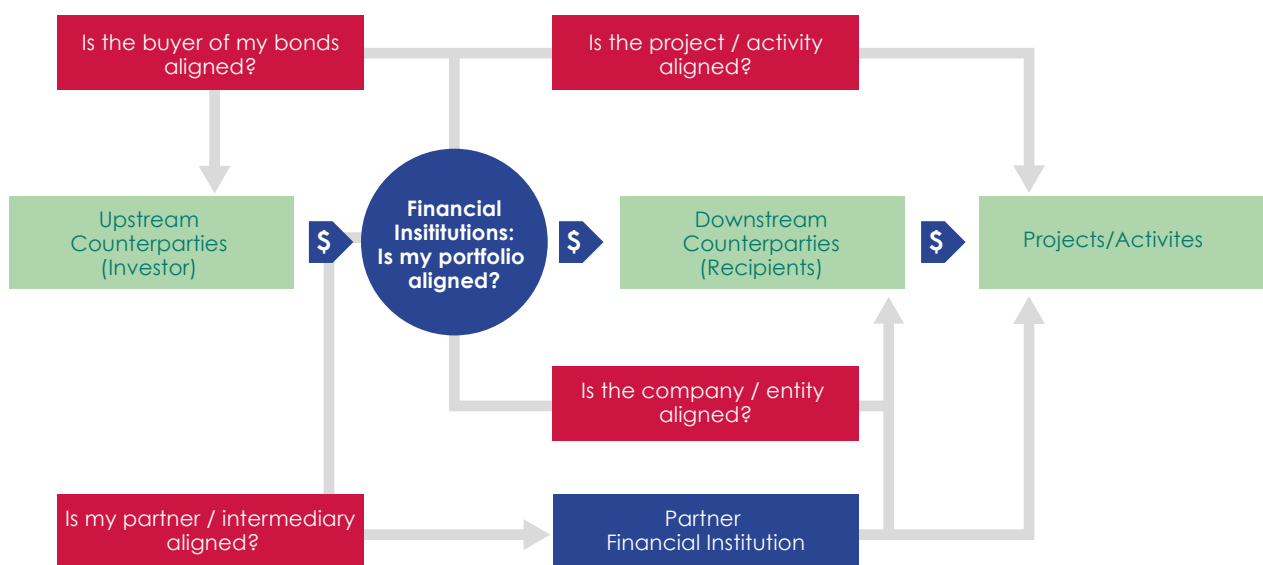 Is the buyer of my bonds
aligned?
Is the project / activity
aligned?
Upstream
Counterparties
(Investor)
$
Financial
Insititutions:
Is my portfolio
aligned?
$
Downstream
Counterparties
(Recipients)
$
Projects/Activites
Is the company / entity
aligned?
Is my partner / intermediary
aligned?
Partner
Financial Institution